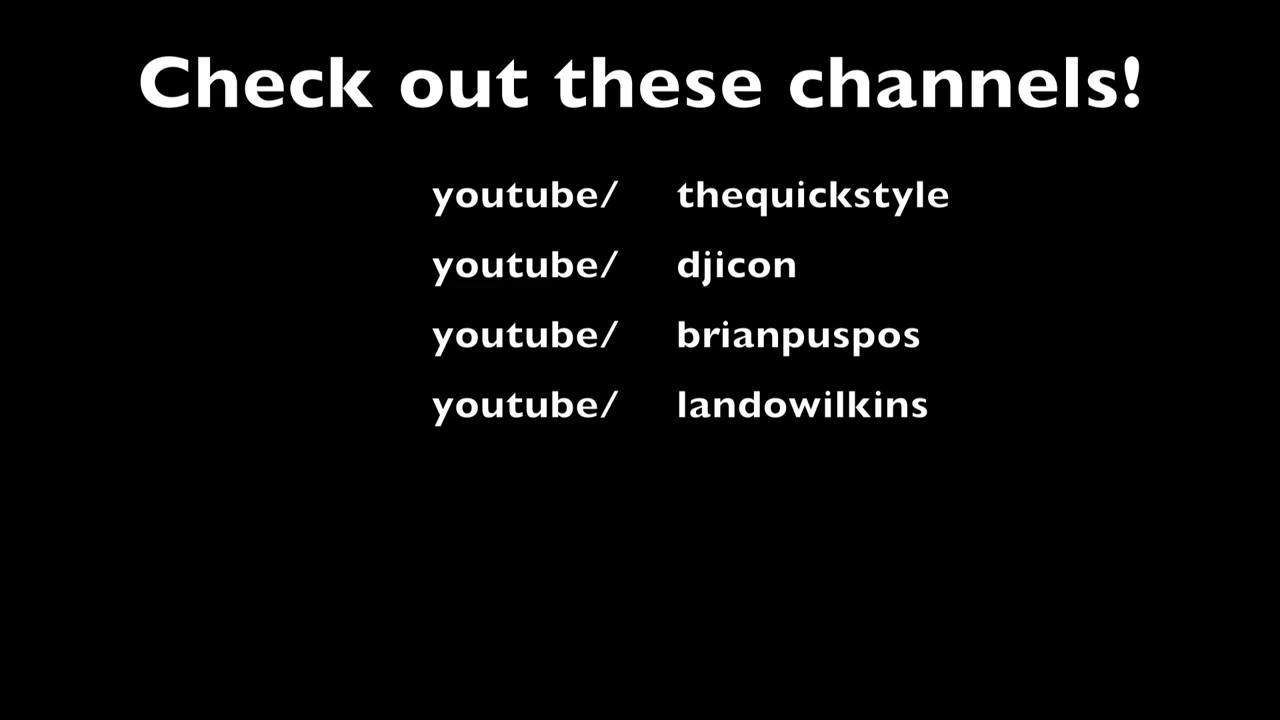 Check out these channels!
youtube/ thequickstyle
youtube/ djicon
youtube/ brianpuspos
youtube/ landowilkins